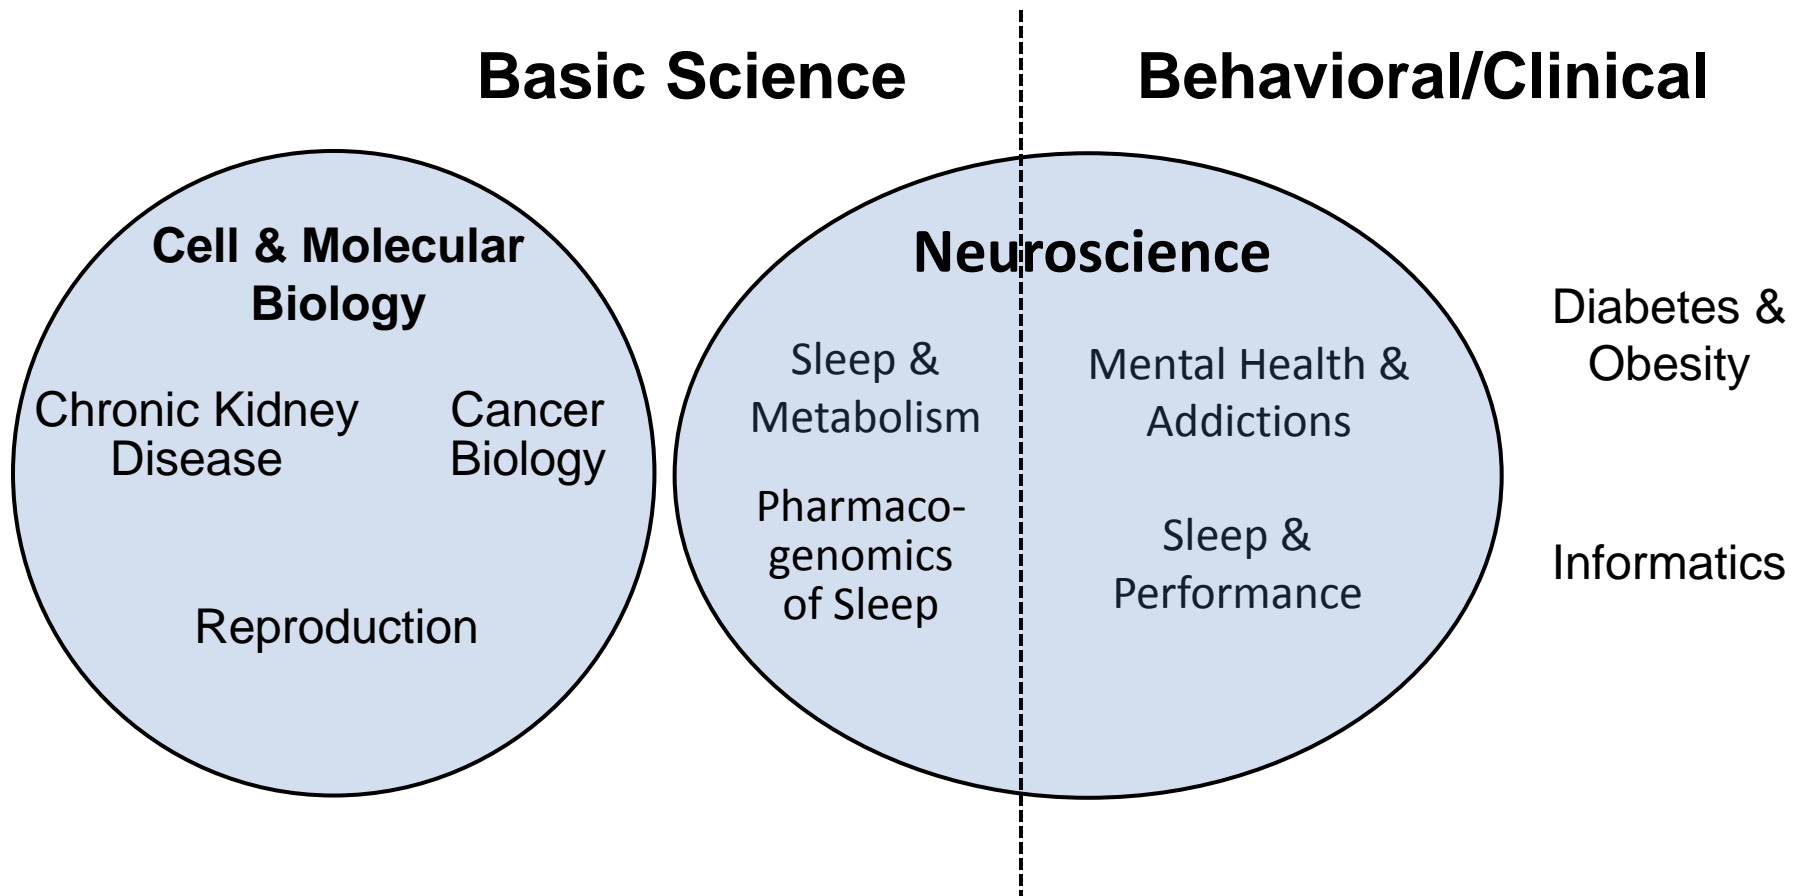 Basic Science
Behavioral/Clinical
Cell & Molecular
Biology
Chronic Kidney
Disease
Cancer
Biology
Reproduction
Neuroscience
Sleep &
Metabolism
Pharmaco-
genomics
of Sleep
Mental Health &
Addictions
Sleep &
Performance
Diabetes &
Obesity
Informatics